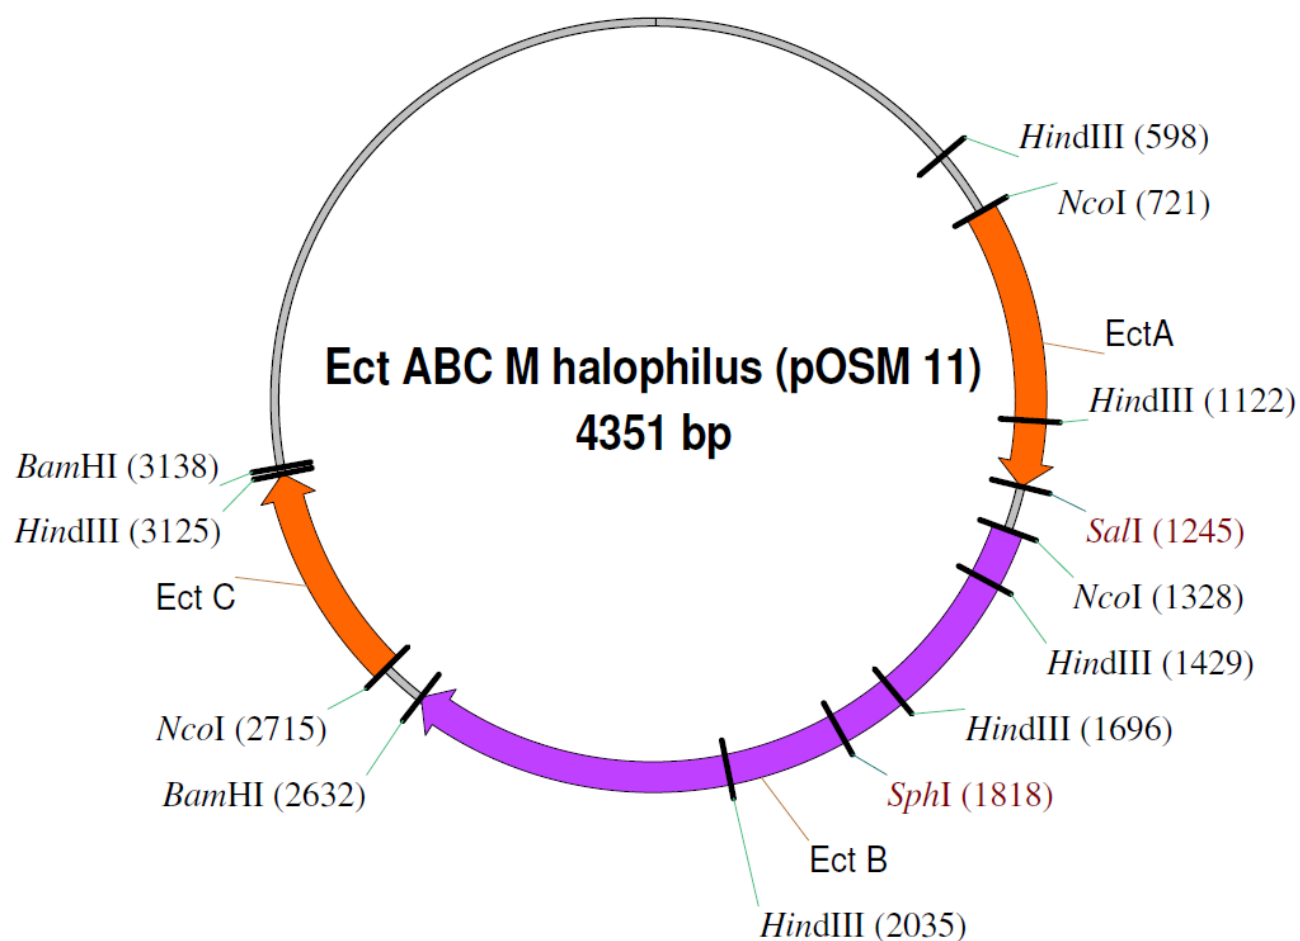 HindIII (598)
NcoI (721)
EctA
HindIII (1122)
SalI (1245)
NcoI (1328)
HindIII (1429)
HindIII (1696)
SphI (1818)
Ect B
HindIII (2035)
BamHI (2632)
NcoI (2715)
Ect C
HindIII (3125)
BamHI (3138)
Ect ABC M halophilus (pOSM 11)
4351 bp